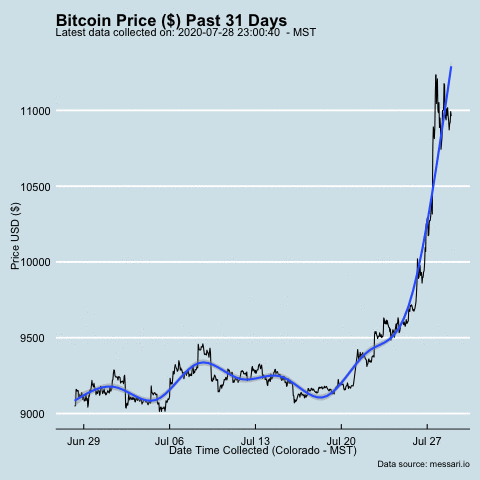 Bitcoin Price ($) Past 31 Days
Latest data collected on: 2020-07-28 23:00:40  - MST
11000
10500
10000
9500
9000
Price USD ($)
Jun 29 Jul 06 Jul 13 Jul 20 Jul 27
Date Time Collected (Colorado - MST)
Data source: messari.io